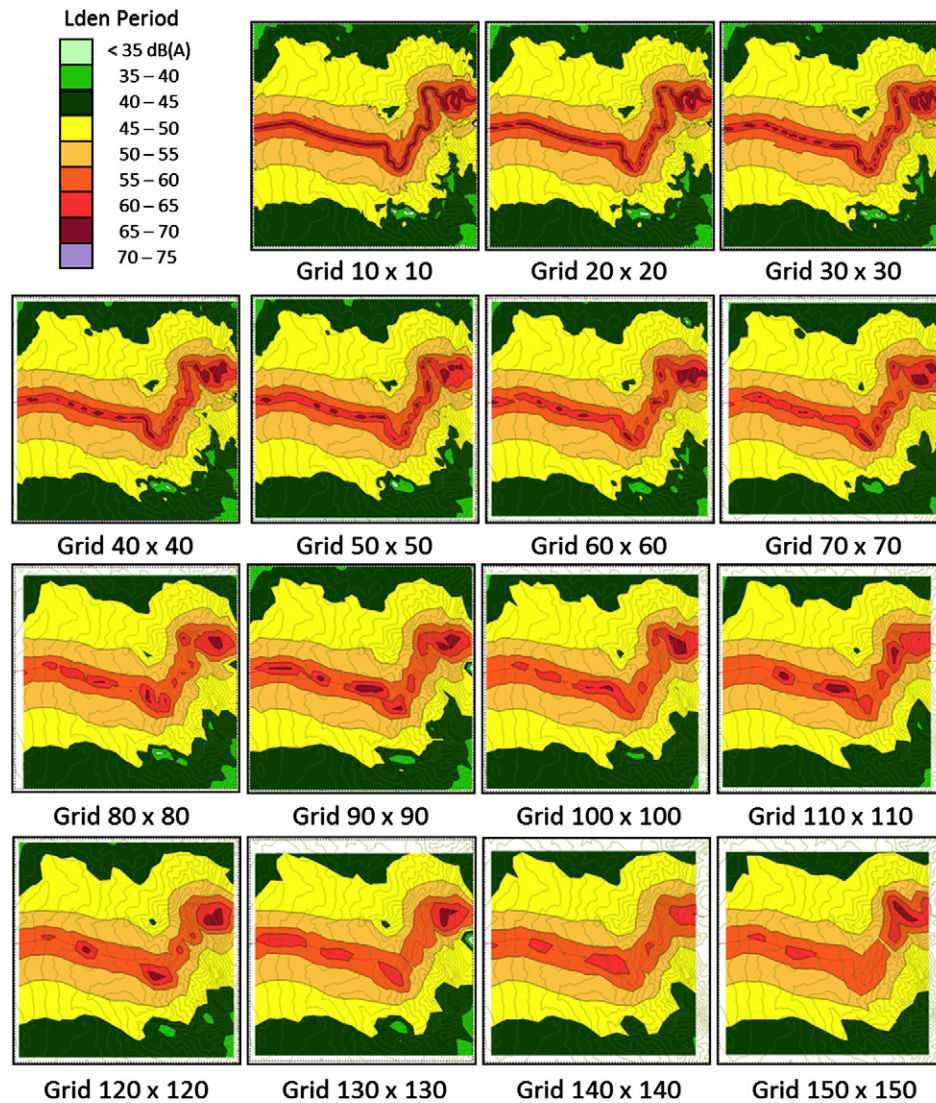 Lden Period
< 35 dB(A)
35 – 40
40 – 45
45 – 50
50 – 55
55 – 60
60 – 65
65 – 70
70 – 75
Grid 10 x 10
Grid 20 x 20
Grid 30 x 30
Grid 40 x 40
Grid 50 x 50
Grid 60 x 60
Grid 70 x 70
Grid 80 x 80
Grid 90 x 90
Grid 100 x 100
Grid 110 x 110
Grid 120 x 120
Grid 130 x 130
Grid 140 x 140
Grid 150 x 150